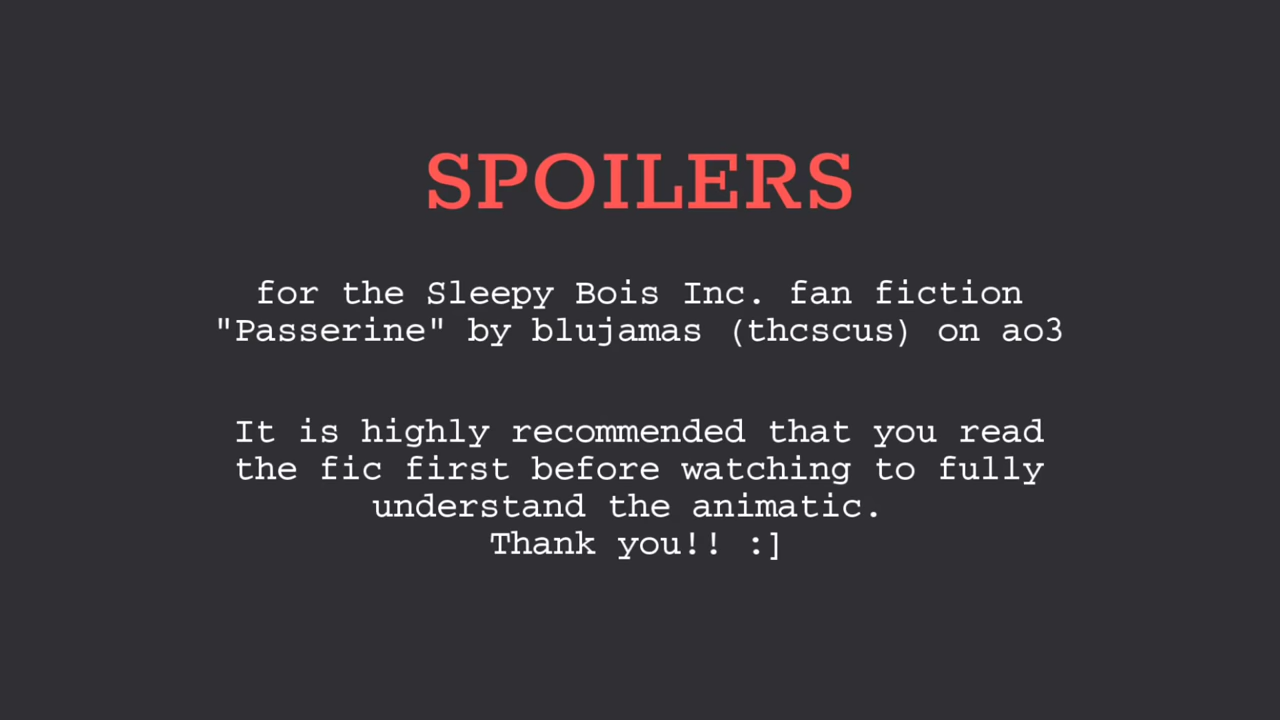 SPOILERS
for the Sleepy Bois Inc. fan fiction
"Passerine" by blujamas (thcscus) on ao3
It is highly recommended that you read
the fic first before watching to fully
understand the animatic.
Thank you!! :]